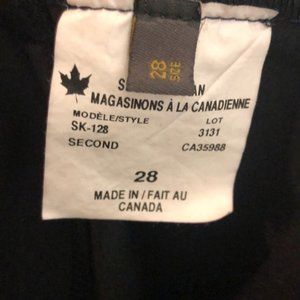 28
SIZE
MAGASINONS À LA CANADIENNE
MODÈLE/STYLE LOT
SK-128 3131
SECOND CA35988
28
MADE IN / FAIT AU
CANADA